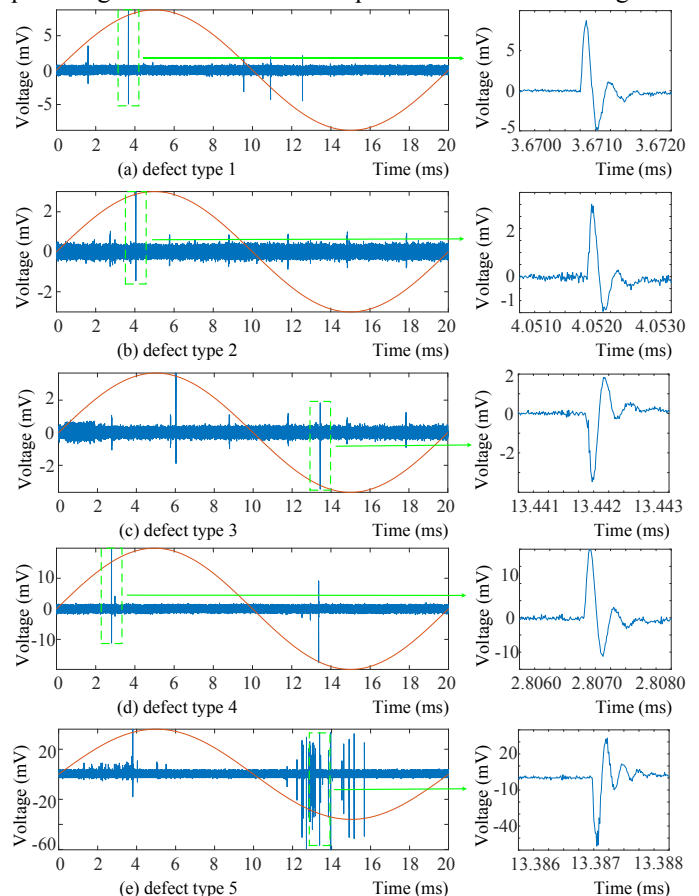 Voltage (mV)
5
0
-5
0 2 4 6 8 10 12 14 16 18 20
(a) defect type 1 Time (ms)
Voltage (mV)
5
0
-5
3.6700 3.6710 3.6720
Time (ms)
Voltage (mV)
2
0
-2
0 2 4 6 8 10 12 14 16 18 20
(b) defect type 2 Time (ms)
Voltage (mV)
2
0
-1
4.0510 4.0520 4.0530
Time (ms)
Voltage (mV)
2
0
-2
0 2 4 6 8 10 12 14 16 18 20
(c) defect type 3 Time (ms)
Voltage (mV)
2
0
-2
13.441 13.442 13.443
Time (ms)
Voltage (mV)
10
0
-10
0 2 4 6 8 10 12 14 16 18 20
(d) defect type 4 Time (ms)
Voltage (mV)
10
0
-10
2.8060 2.8070 2.8080
Time (ms)
Voltage (mV)
20
0
-20
-60
0 2 4 6 8 10 12 14 16 18 20
(e) defect type 5 Time (ms)
Voltage (mV)
20
-10
-40
13.386 13.387 13.388
Time (ms)